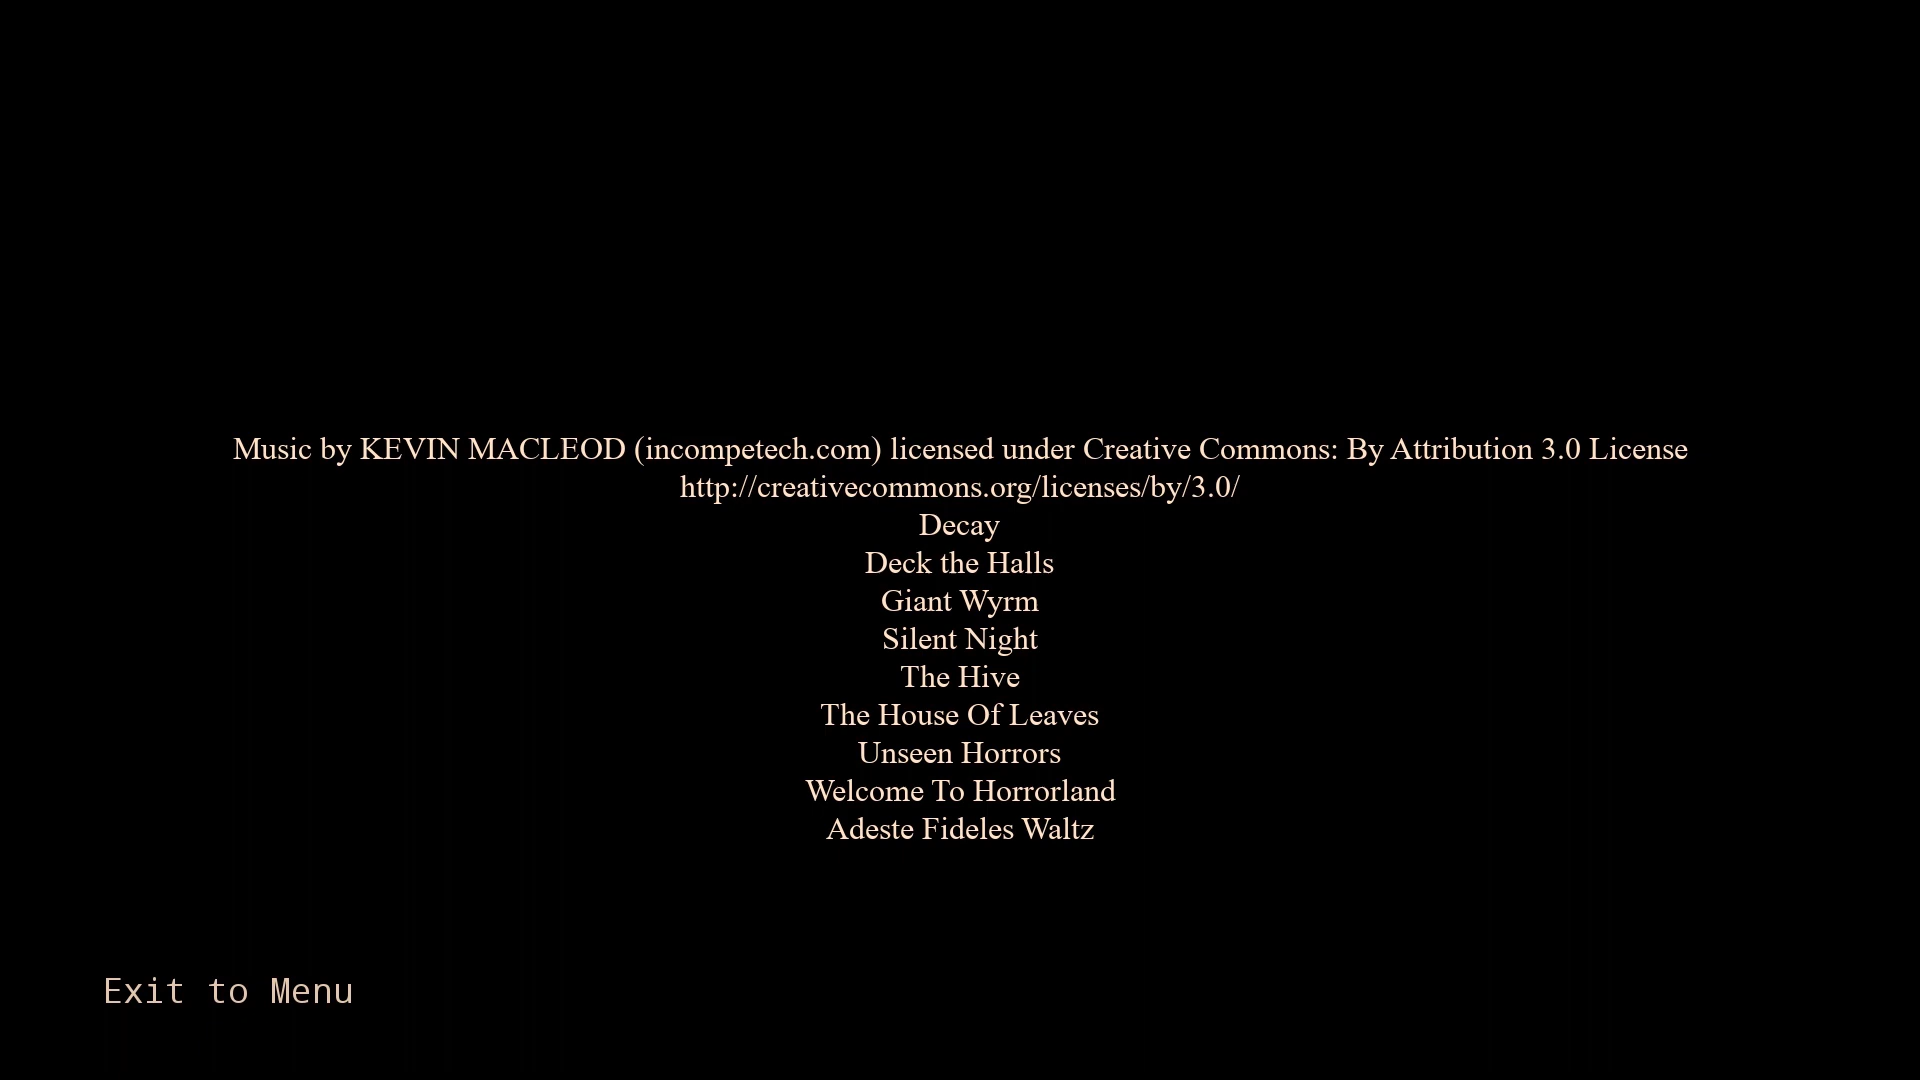 Music by KEVIN MACLEOD (incompetech.com) licensed under Creative Commons: By Attribution 3.0 License
http://creativecommons.org/licenses/by/3.0/
Decay
Deck the Halls
Giant Wyrm
Silent Night
The Hive
The House Of Leaves
Unseen Horrors
Welcome To Horrorland
Adeste Fideles Waltz
Exit to Menu